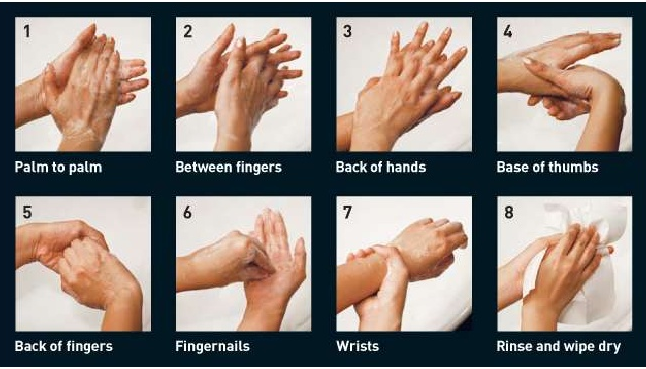 1
2
3
4
Palm to palm
Between fingers
Back of hands
Base of thumbs
5
6
7
8
Back of fingers
Fingernails
Wrists
Rinse and wipe dry